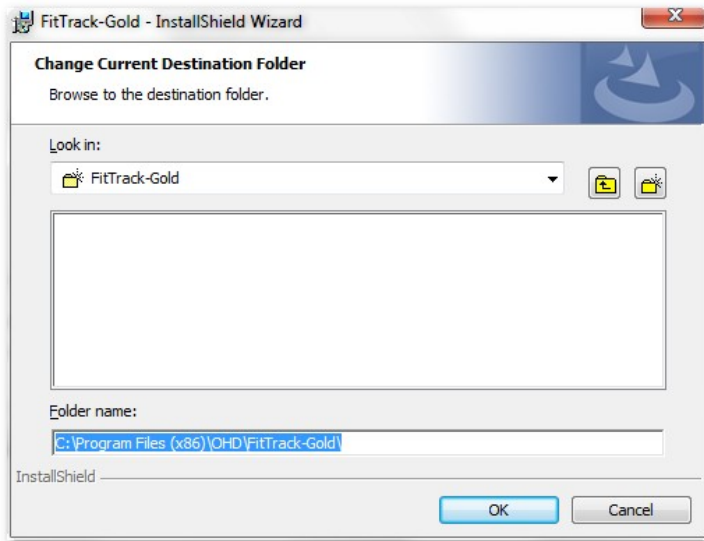 FitTrack-Gold - InstallShield Wizard
Change Current Destination Folder
Browse to the destination folder.
Look in:
FitTrack-Gold
Folder name:
C:\Program Files (x86)\OHD\FitTrack-Gold\
InstallShield
OK Cancel